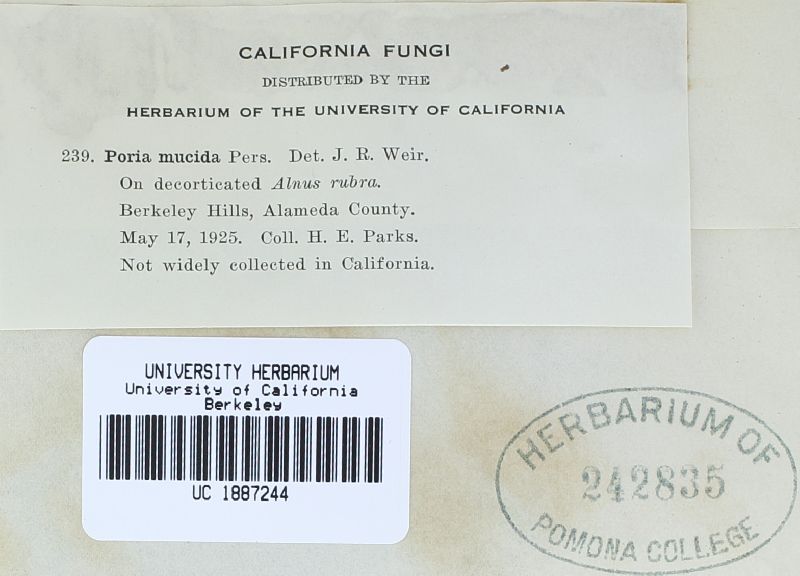 CALIFORNIA FUNGI
DISTRIBUTED BY THE
HERBARIUM OF THE UNIVERSITY OF CALIFORNIA
239. Poria mucida Pers. Det. J. R. Weir.
On decorticated Alnus rubra.
Berkeley Hills, Alameda County.
May 17, 1925. Coll. H. E. Parks.
Not widely collected in California.
UNIVERSITY HERBARIUM
University of California
Berkeley
UC 1887244
HERBARIUM OF
242835
POMONA COLLEGE